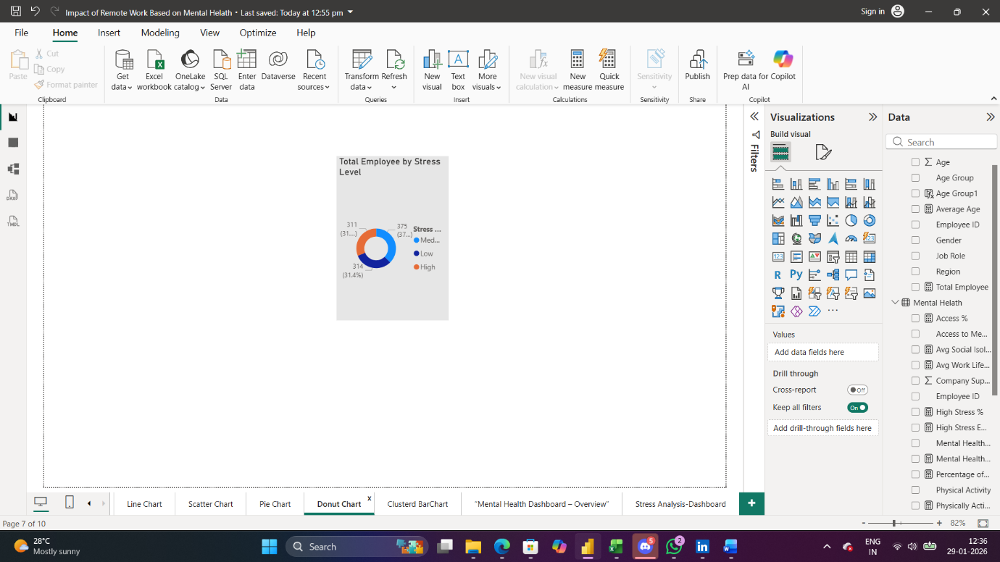 Impact of Remote Work Based on Mental Helath • Last saved: Today at 12:55 pm
Sign in
File
Home
Insert
Modeling
View
Optimize
Help
Paste
Cut
Copy
Format painter
Clipboard
Get data
Excel workbook
OneLake catalog
SQL Server
Enter data
Dataverse
Recent sources
Data
Transform data
Refresh
Queries
New visual
Text box
More visuals
Insert
New visual calculation
New measure
Quick measure
Calculations
Sensitivity
Sensitivity
Publish
Share
Prep data for AI
Copilot
Copilot
Total Employee by Stress
Level
311
(31....)
375
(37...)
314
(31.4%)
Stress ...
Med...
Low
High
Filters
Visualizations
Build visual
R
Py
123
Values
Add data fields here
Drill through
Cross-report
Off
Keep all filters
On
Add drill-through fields here
Data
Search
Age
Age Group
Age Group1
Average Age
Employee ID
Gender
Job Role
Region
Total Employee
Mental Helath
Access %
Access to Me...
Avg Social Isol...
Avg Work Life...
Company Sup...
Employee ID
High Stress %
High Stress E...
Mental Health...
Mental Health...
Percentage of...
Physical Activity
Physically Acti...
DAX
TMDL
Line Chart
Scatter Chart
Pie Chart
Donut Chart
x
Clusterd BarChart
“Mental Health Dashboard – Overview”
Stress Analysis-Dashboard
+
Page 7 of 10
- + 82%
28°C
Mostly sunny
Search
5
2
ENG
IN
12:36
29-01-2026